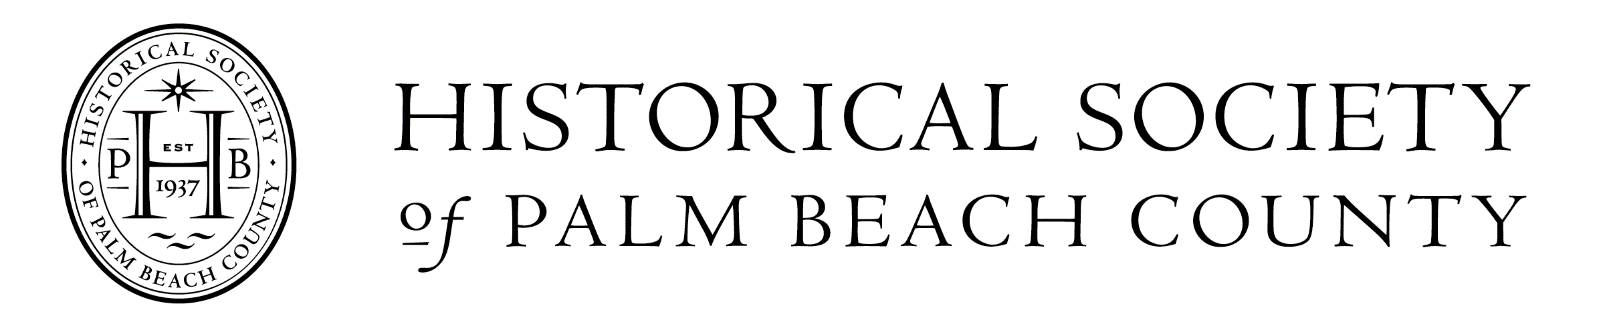 HISTORICAL SOCIETY
OF PALM BEACH COUNTY
EST
P H B
1937
HISTORICAL SOCIETY
of PALM BEACH COUNTY